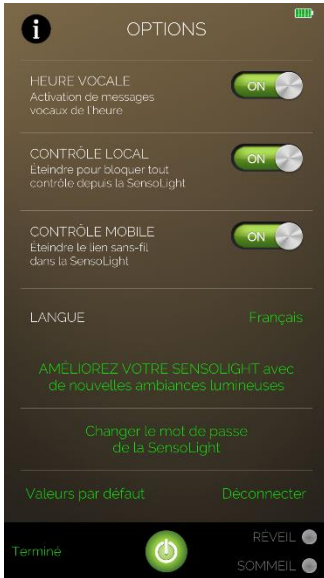 i
OPTIONS
HEURE VOCALE
Activation de messages
vocaux de l'heure
ON
CONTRÔLE LOCAL
Éteindre pour bloquer tout
contrôle depuis la SensoLight
ON
CONTRÔLE MOBILE
Éteindre le lien sans-fil
dans la SensoLight
ON
LANGUE
Français
AMÉLIOREZ VOTRE SENSOLIGHT avec
de nouvelles ambiances lumineuses
Changer le mot de passe
de la SensoLight
Valeurs par défaut
Déconnecter
Terminé
RÉVEIL
SOMMEIL